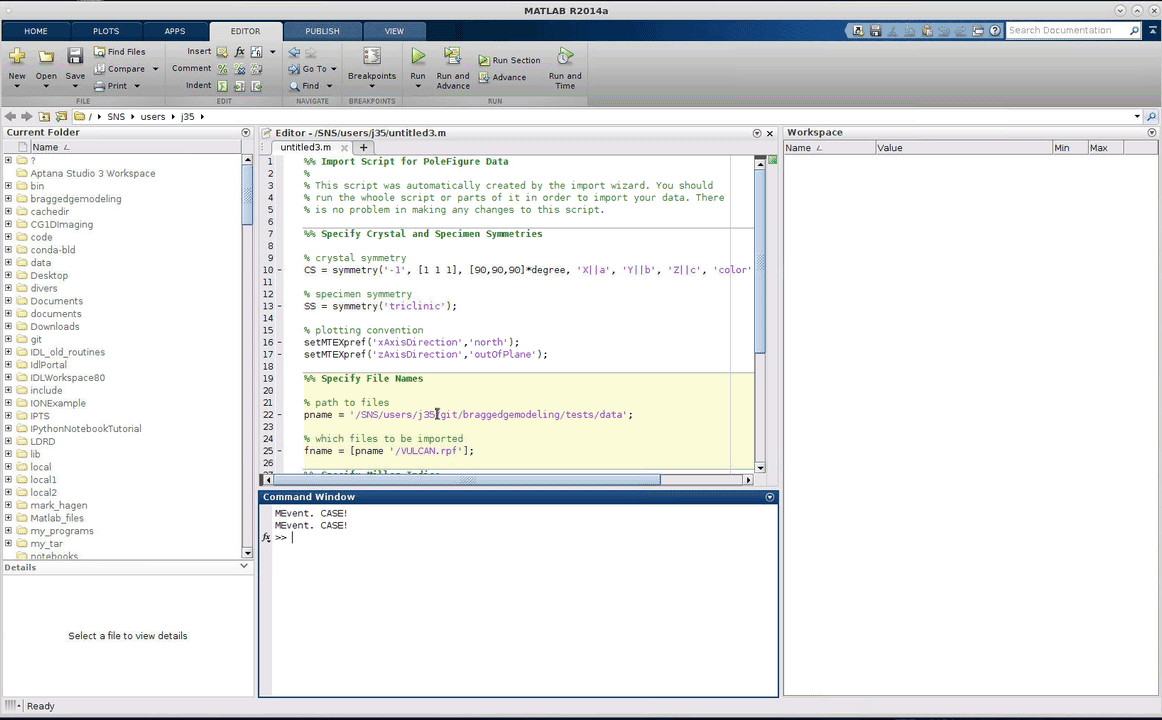 MATLAB R2014a
HOME PLOTS APPS EDITOR PUBLISH VIEW
Search Documentation
New Open Save Find Files Compare Print
Insert fx Comment Indent
Go To Find
Breakpoints
Run Run and Advance Run Section Advance Run and Time
FILE EDIT NAVIGATE BREAKPOINTS RUN
/ SNS users j35
Current Folder
Name
?
Aptana Studio 3 Workspace
bin
braggedgemodeling
cachedir
CG1DImaging
code
conda-bld
data
Desktop
divers
Documents
documents
Downloads
git
IDL_old_routines
IdlPortal
IDLWorkspace80
include
IONExample
IPTS
IPythonNotebookTutorial
LDRD
lib
local
local1
local2
mark_hagen
Matlab_files
my_programs
my_tar
notebooks
Details
Select a file to view details
Editor - /SNS/users/j35/untitled3.m
untitled3.m
1 %% Import Script for PoleFigure Data
2 %
3 % This script was automatically created by the import wizard. You should
4 % run the whoole script or parts of it in order to import your data. There
5 % is no problem in making any changes to this script.
6
7 %% Specify Crystal and Specimen Symmetries
8
9 % crystal symmetry
10 - CS = symmetry('-1', [1 1 1], [90,90,90]*degree, 'X||a', 'Y||b', 'Z||c', 'color'
11
12 % specimen symmetry
13 - SS = symmetry('triclinic');
14
15 % plotting convention
16 - setMTEXpref('xAxisDirection','north');
17 - setMTEXpref('zAxisDirection','outOfPlane');
18
19 %% Specify File Names
20
21 % path to files
22 - pname = '/SNS/users/j35/git/braggedgemodeling/tests/data';
23
24 % which files to be imported
25 - fname = [pname '/VULCAN.rpf'];
26
27 %% Specify Miller Indice
Command Window
MEvent. CASE!
MEvent. CASE!
fx >>
Workspace
Name Value Min Max
Ready